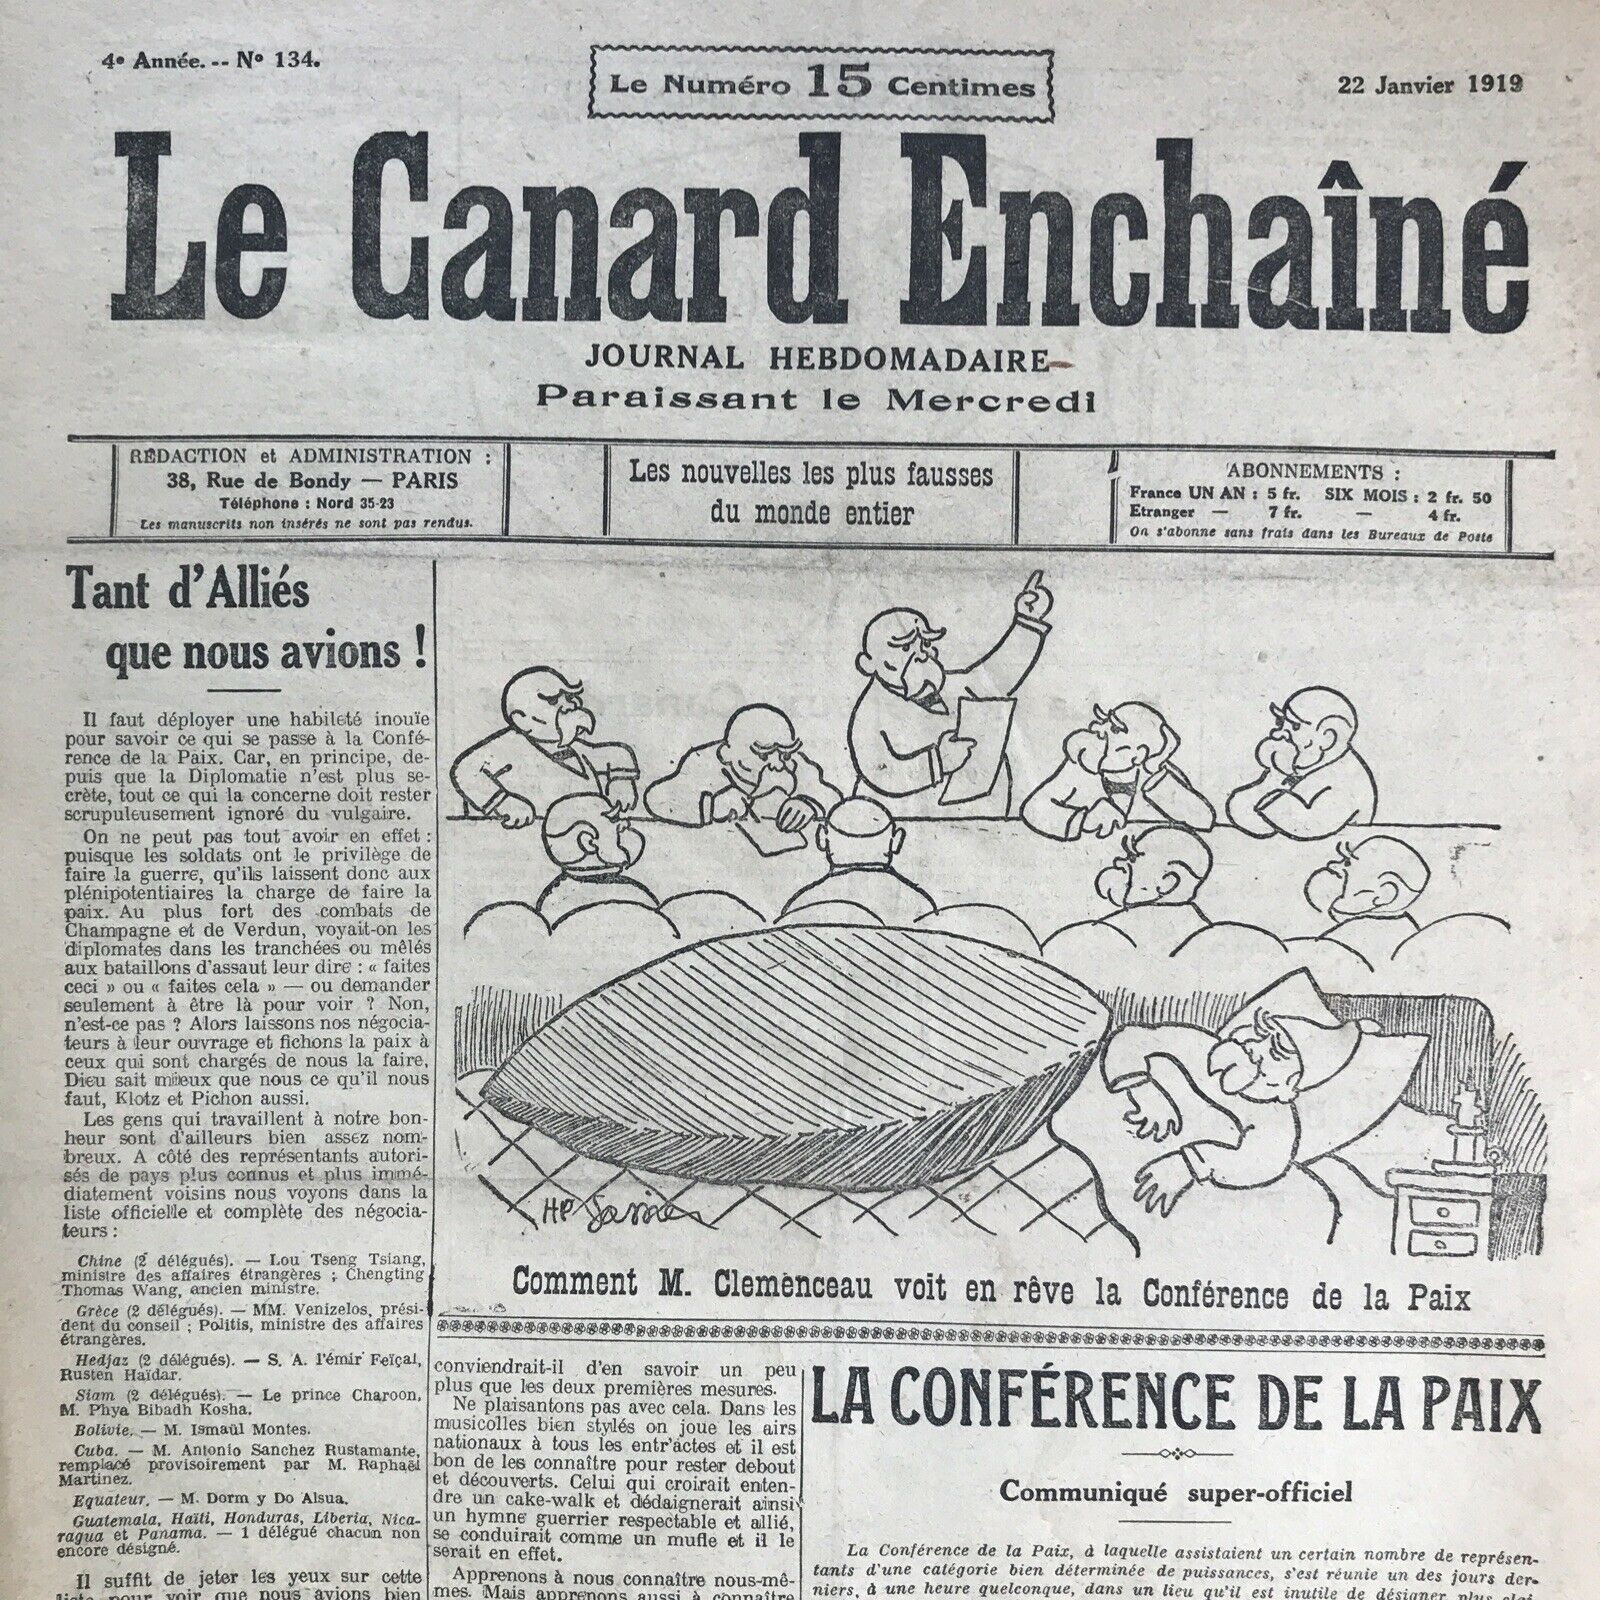 4e Année. -- No 134.
Le Numéro 15 Centimes
22 Janvier 1919
Le Canard Enchaîné
JOURNAL HEBDOMADAIRE
Paraissant le Mercredi
RÉDACTION et ADMINISTRATION :
38, Rue de Bondy — PARIS
Téléphone : Nord 35-23
Les manuscrits non insérés ne sont pas rendus.
Les nouvelles les plus fausses
du monde entier
ABONNEMENTS :
France UN AN : 5 fr. SIX MOIS : 2 fr. 50
Etranger — 7 fr. — 4 fr.
On s'abonne sans frais dans les Bureaux de Poste
Tant d'Alliés
que nous avions !
Il faut déployer une habileté inouïe
pour savoir ce qui se passe à la Confé-
rence de la Paix. Car, en principe, de-
puis que la Diplomatie n'est plus se-
crète, tout ce qui la concerne doit rester
scrupuleusement ignoré du vulgaire.
On ne peut pas tout avoir en effet :
puisque les soldats ont le privilège de
faire la guerre, qu'ils laissent donc aux
plénipotentiaires la charge de faire la
paix. Au plus fort des combats de
Champagne et de Verdun, voyait-on les
diplomates dans les tranchées ou mêlés
aux bataillons d'assaut leur dire : « faites
ceci » ou « faites cela » — ou demander
seulement à être là pour voir ? Non,
n'est-ce pas ? Alors laissons nos négocia-
teurs à leur ouvrage et fichons la paix à
ceux qui sont chargés de nous la faire,
Dieu sait mieux que nous ce qu'il nous
faut, Klotz et Pichon aussi.
Les gens qui travaillent à notre bon-
heur sont d'ailleurs bien assez nom-
breux. A côté des représentants autori-
sés de pays plus connus et plus immé-
diatement voisins nous voyons dans la
liste officielle et complète des négocia-
teurs :
Chine (2 délégués). — Lou Tseng Tsiang,
ministre des affaires étrangères ; Chengting
Thomas Wang, ancien ministre.
Grèce (2 délégués). — MM. Venizelos, prési-
dent du conseil ; Politis, ministre des affaires
étrangères.
Hedjaz (2 délégués). — S. A. l'émir Feïçal,
Rusten Haïdar.
Siam (2 délégués). — Le prince Charoon,
M. Phya Bibadh Kosha.
Bolivie. — M. Ismaül Montes.
Cuba. — M. Antonio Sanchez Rustamante,
remplacé provisoirement par M. Raphaël
Martinez.
Equateur. — M. Dorm y Do Alsua.
Guatemala, Haïti, Honduras, Liberia, Nica-
ragua et Panama. — 1 délégué chacun non
encore désigné.
Il suffit de jeter les yeux sur cette
liste pour voir que nous avions bien
HP Gassier
Comment M. Clemenceau voit en rêve la Conférence de la Paix
conviendrait-il d'en savoir un peu
plus que les deux premières mesures.
Ne plaisantons pas avec cela. Dans les
musicolles bien stylés on joue les airs
nationaux à tous les entr'actes et il est
bon de les connaître pour rester debout
et découverts. Celui qui croirait enten-
dre un cake-walk et dédaignerait ainsi
un hymne guerrier respectable et allié,
se conduirait comme un mufle et il le
serait en effet.
Apprenons à nous connaître nous-mê-
mes. Mais apprenons aussi à connaître
LA CONFÉRENCE DE LA PAIX
Communiqué super-officiel
La Conférence de la Paix, à laquelle assistaient un certain nombre de représen-
tants d'une catégorie bien déterminée de puissances, s'est réunie un des jours der-
niers, à une heure quelconque, dans un lieu qu'il est inutile de désigner plus